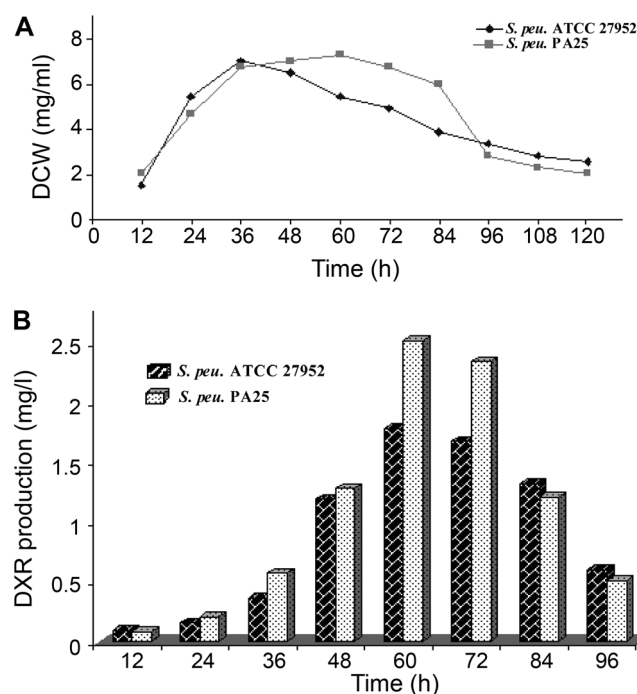 A
S. peu. ATCC 27952
S. peu. PA25
8
6
4
2
0
DCW (mg/ml)
0 12 24 36 48 60 72 84 96 108 120
Time (h)
B
S. peu. ATCC 27952
S. peu. PA25
2.5
2
1.5
1
0.5
0
DXR production (mg/l)
12 24 36 48 60 72 84 96
Time (h)